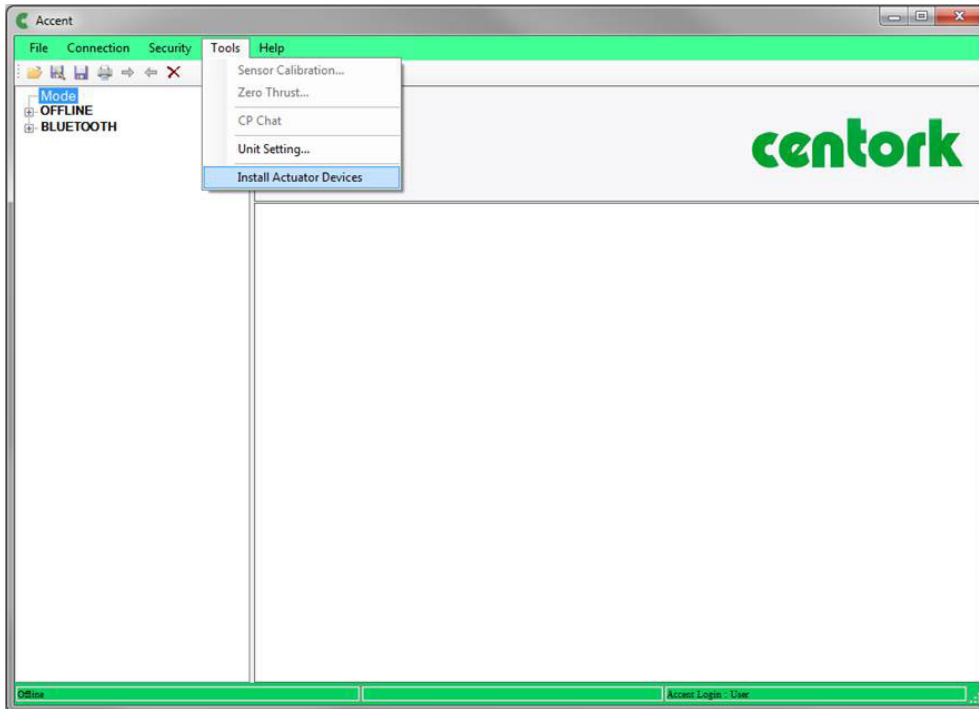 Accent
File Connection Security Tools Help
Sensor Calibration...
Zero Thrust...
CP Chat
Unit Setting...
Install Actuator Devices
Mode
OFFLINE
BLUETOOTH
centork
Offline
Accent Login : User